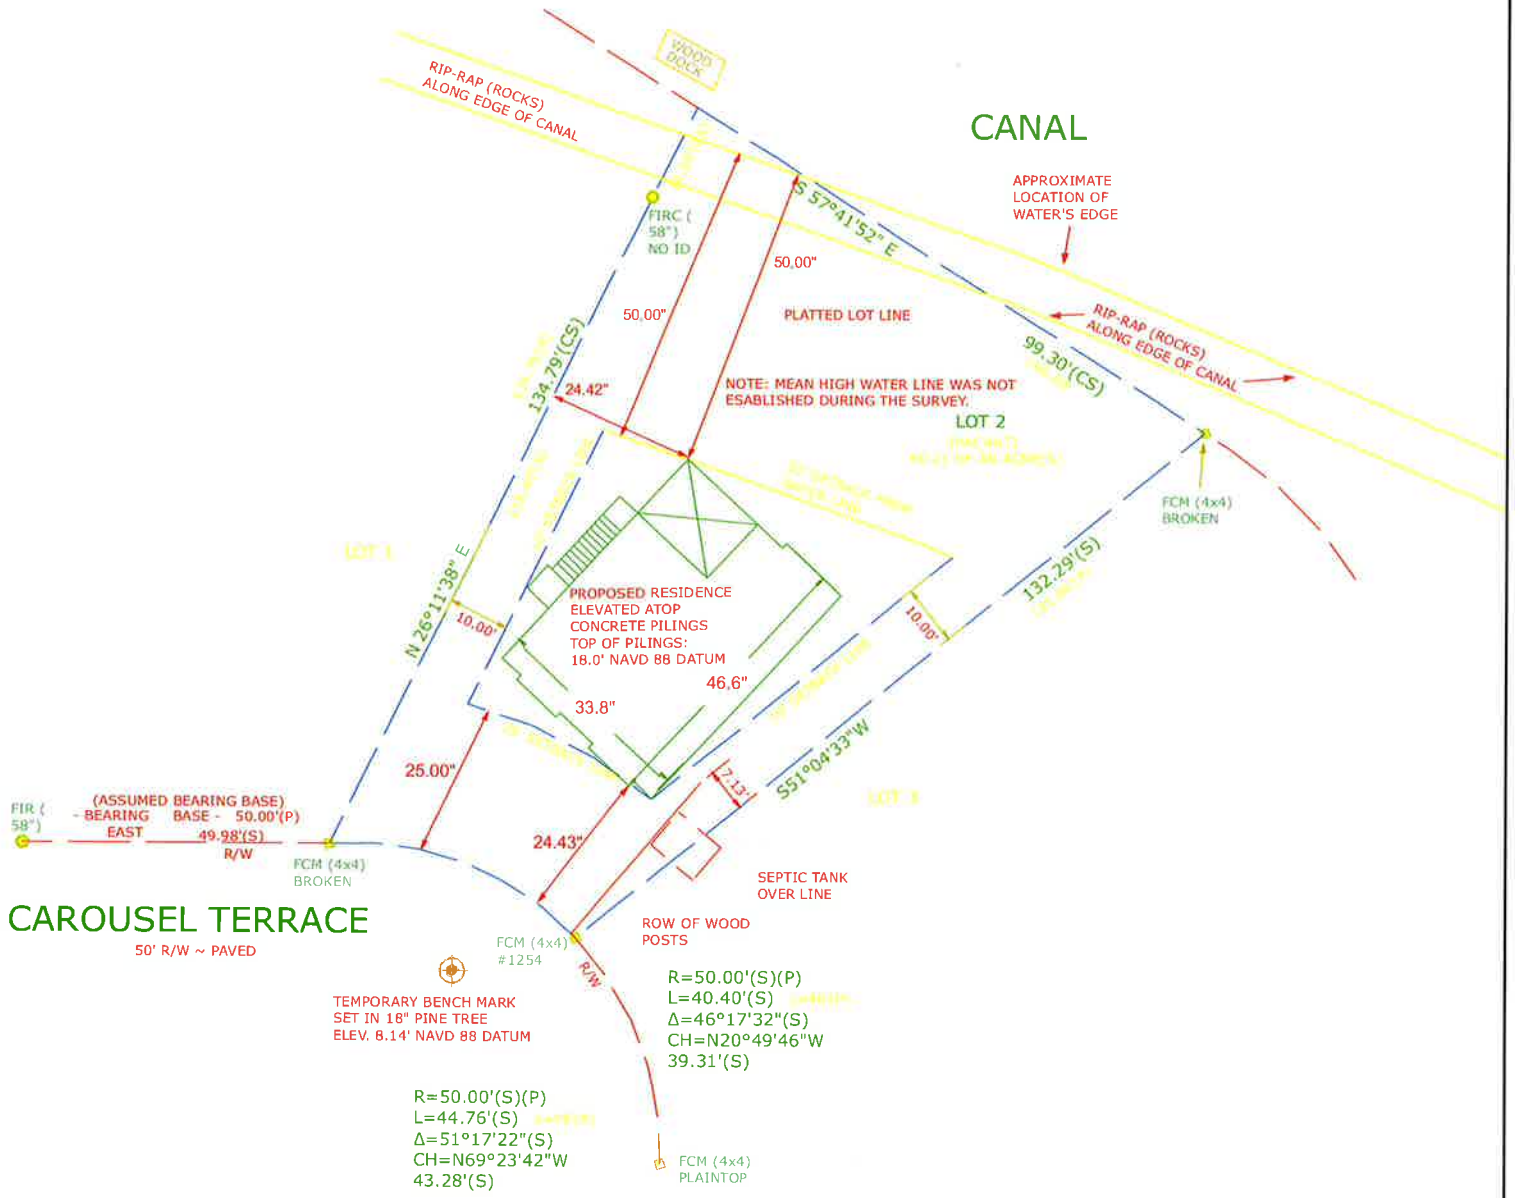 WOOD
DOCK
RIP-RAP (ROCKS)
ALONG EDGE OF CANAL
CANAL
APPROXIMATE
LOCATION OF
WATER'S EDGE
S 57°41'52" E
FIRC (
58")
NO ID
50,00"
50,00"
PLATTED LOT LINE
RIP-RAP (ROCKS)
ALONG EDGE OF CANAL
99.30'(CS)
134.79'(CS)
24.42"
NOTE: MEAN HIGH WATER LINE WAS NOT
ESABLISHED DURING THE SURVEY.
LOT 2
FCM (4x4)
BROKEN
LOT 1
N 26°11'38" E
10.00'
PROPOSED RESIDENCE
ELEVATED ATOP
CONCRETE PILINGS
TOP OF PILINGS:
18.0' NAVD 88 DATUM
132.29'(S)
10.00'
46,6"
33.8"
25.00"
7.13'
S51°04'33"W
LOT 3
FIR (
58")
(ASSUMED BEARING BASE)
- BEARING BASE - 50.00'(P)
EAST 49.98'(S)
R/W
24.43"
FCM (4x4)
BROKEN
SEPTIC TANK
OVER LINE
CAROUSEL TERRACE
50' R/W ~ PAVED
ROW OF WOOD
POSTS
FCM (4x4)
#1254
R/W
TEMPORARY BENCH MARK
SET IN 18" PINE TREE
ELEV. 8.14' NAVD 88 DATUM
R=50.00'(S)(P)
L=40.40'(S)
Δ=46°17'32"(S)
CH=N20°49'46"W
39.31'(S)
R=50.00'(S)(P)
L=44.76'(S)
Δ=51°17'22"(S)
CH=N69°23'42"W
43.28'(S)
FCM (4x4)
PLAINTOP